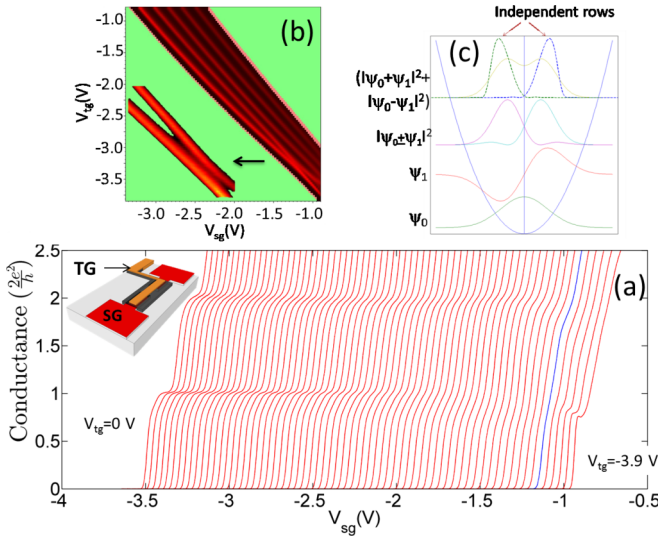 Independent rows
(b)
(c)
V_tg(V)
-1.0
-1.5
-2.0
-2.5
-3.0
-3.5
-3.0 -2.5 -2.0 -1.5 -1.0
V_sg(V)
(|ψ₀+ψ₁|²+
|ψ₀-ψ₁|²)
|ψ₀±ψ₁|²
ψ₁
ψ₀
Conductance (2e²/h)
2.5
2
1.5
1
0.5
0
TG
SG
(a)
V_tg=0 V
V_tg=-3.9 V
-4 -3.5 -3 -2.5 -2 -1.5 -1 -0.5
V_sg(V)